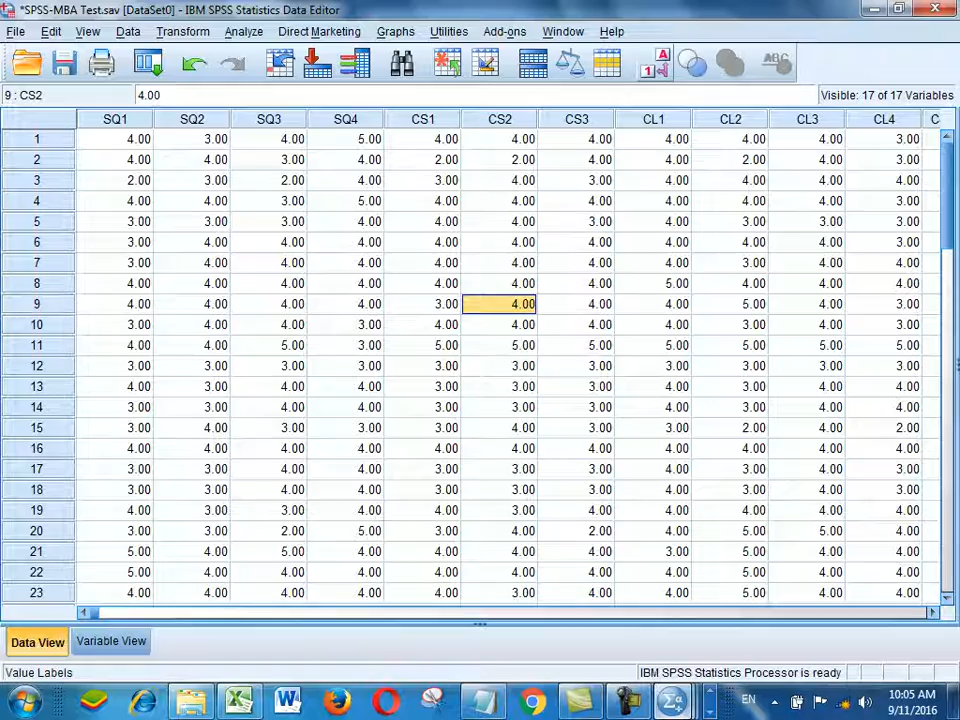 *SPSS-MBA Test.sav [DataSet0] - IBM SPSS Statistics Data Editor
File Edit View Data Transform Analyze Direct Marketing Graphs Utilities Add-ons Window Help
9 : CS2 4.00 Visible: 17 of 17 Variables
SQ1 SQ2 SQ3 SQ4 CS1 CS2 CS3 CL1 CL2 CL3 CL4 C
1 4.00 3.00 4.00 5.00 4.00 4.00 4.00 4.00 4.00 4.00 3.00
2 4.00 4.00 3.00 4.00 2.00 2.00 4.00 4.00 2.00 4.00 3.00
3 2.00 3.00 2.00 4.00 3.00 4.00 3.00 4.00 4.00 4.00 4.00
4 4.00 4.00 3.00 5.00 4.00 4.00 4.00 4.00 4.00 4.00 4.00
5 3.00 3.00 3.00 4.00 4.00 4.00 3.00 4.00 3.00 3.00 3.00
6 3.00 4.00 4.00 4.00 4.00 4.00 4.00 4.00 4.00 4.00 3.00
7 3.00 4.00 4.00 4.00 4.00 4.00 4.00 4.00 3.00 4.00 4.00
8 4.00 4.00 4.00 4.00 4.00 4.00 4.00 5.00 4.00 4.00 4.00
9 4.00 4.00 4.00 4.00 3.00 4.00 4.00 4.00 5.00 4.00 3.00
10 3.00 4.00 4.00 3.00 4.00 4.00 4.00 4.00 3.00 4.00 4.00
11 4.00 4.00 5.00 3.00 5.00 5.00 5.00 5.00 5.00 5.00 5.00
12 3.00 3.00 3.00 4.00 3.00 3.00 3.00 4.00 3.00 3.00 4.00
13 4.00 3.00 4.00 4.00 4.00 3.00 4.00 4.00 3.00 4.00 4.00
14 3.00 3.00 4.00 4.00 3.00 3.00 3.00 4.00 3.00 4.00 4.00
15 3.00 4.00 3.00 4.00 4.00 3.00 3.00 3.00 2.00 4.00 2.00
16 4.00 4.00 4.00 4.00 4.00 4.00 4.00 4.00 4.00 4.00 4.00
17 3.00 3.00 4.00 4.00 4.00 3.00 4.00 4.00 3.00 4.00 3.00
18 3.00 3.00 4.00 4.00 3.00 3.00 3.00 4.00 3.00 4.00 3.00
19 4.00 3.00 3.00 4.00 4.00 3.00 4.00 4.00 4.00 4.00 4.00
20 3.00 3.00 2.00 5.00 3.00 4.00 2.00 4.00 5.00 5.00 4.00
21 5.00 4.00 5.00 4.00 4.00 4.00 4.00 3.00 5.00 4.00 4.00
22 5.00 4.00 4.00 4.00 4.00 4.00 4.00 4.00 5.00 4.00 4.00
23 4.00 4.00 4.00 4.00 4.00 3.00 4.00 4.00 5.00 4.00 4.00
Data View Variable View
Value Labels IBM SPSS Statistics Processor is ready
EN 10:05 AM
9/11/2016